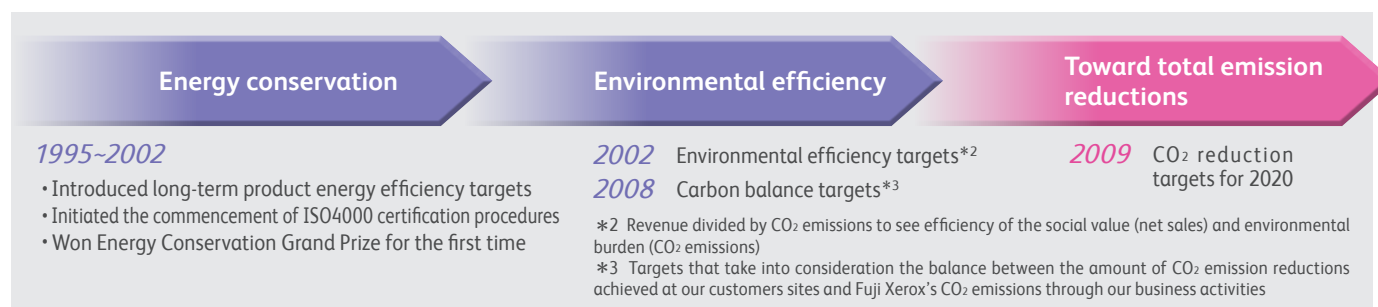 Energy conservation
Environmental efficiency
Toward total emission
reductions
1995~2002
・Introduced long-term product energy efficiency targets
・Initiated the commencement of ISO4000 certification procedures
・Won Energy Conservation Grand Prize for the first time
2002 Environmental efficiency targets*2
2008 Carbon balance targets*3
*2 Revenue divided by CO2 emissions to see efficiency of the social value (net sales) and environmental
burden (CO2 emissions)
*3 Targets that take into consideration the balance between the amount of CO2 emission reductions
achieved at our customers sites and Fuji Xerox's CO2 emissions through our business activities
2009 CO2 reduction
targets for 2020